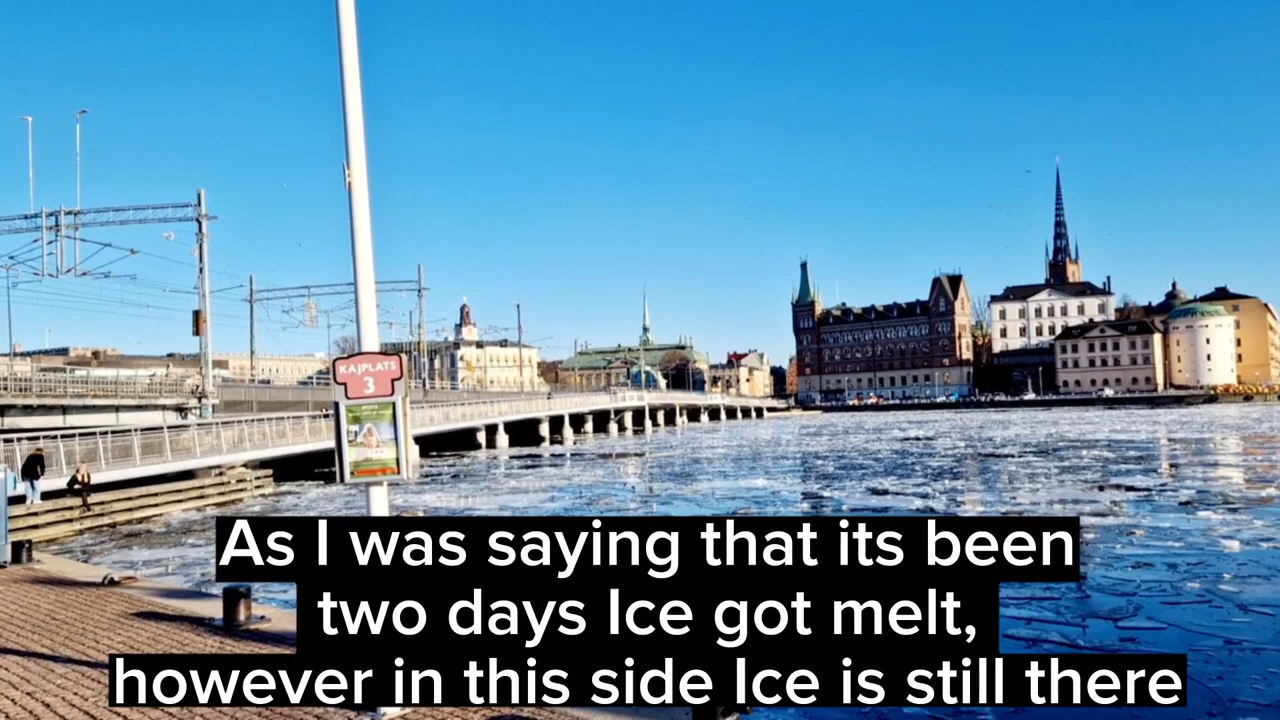 KAJPLATS
3
As I was saying that its been
two days Ice got melt,
however in this side Ice is still there